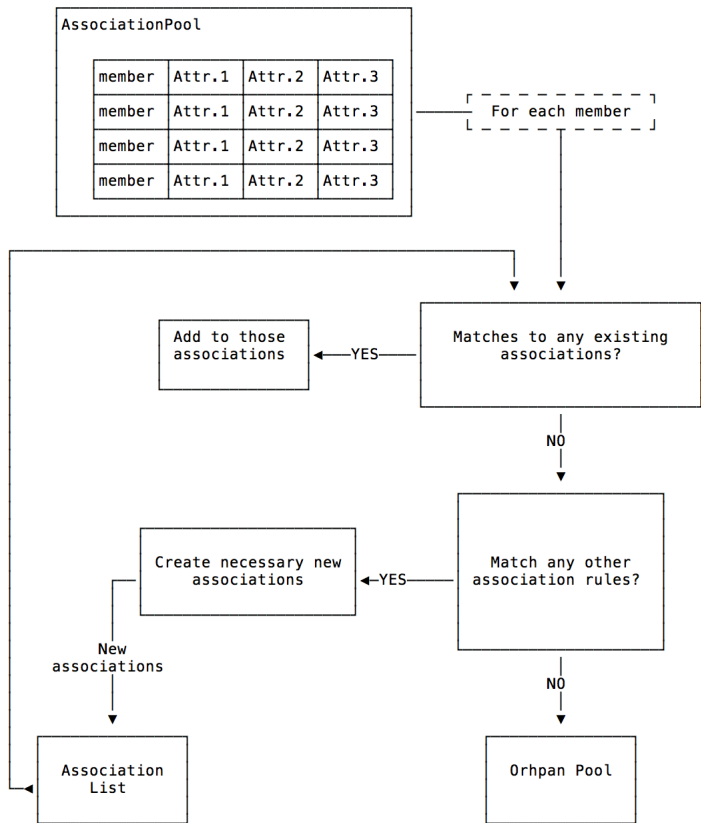 AssociationPool
member Attr.1 Attr.2 Attr.3
member Attr.1 Attr.2 Attr.3
For each member
member Attr.1 Attr.2 Attr.3
member Attr.1 Attr.2 Attr.3
Add to those
associations
YES
Matches to any existing
associations?
NO
Create necessary new
associations
YES
Match any other
association rules?
New
associations
NO
Association
List
Orhpan Pool